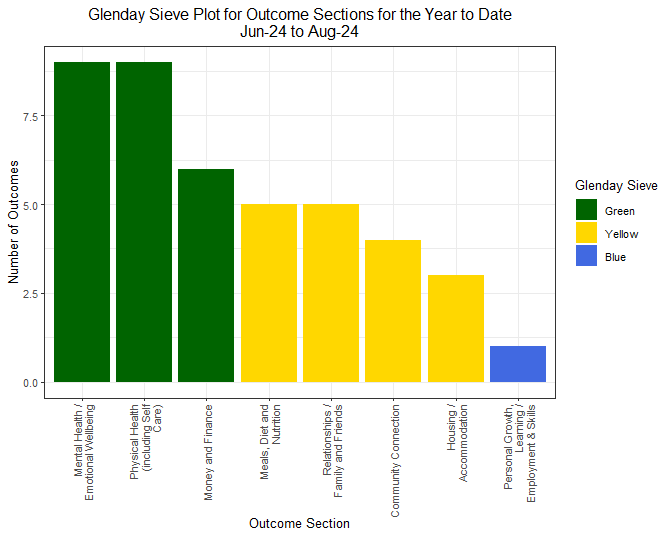 Glenday Sieve Plot for Outcome Sections for the Year to Date
Jun-24 to Aug-24
Number of Outcomes
7.5
5.0
2.5
0.0
Mental Health /
Emotional Wellbeing
Physical Health
(including Self
Care)
Money and Finance
Meals, Diet and
Nutrition
Relationships /
Family and Friends
Community Connection
Housing /
Accommodation
Personal Growth,
Learning /
Employment & Skills
Outcome Section
Glenday Sieve
Green
Yellow
Blue